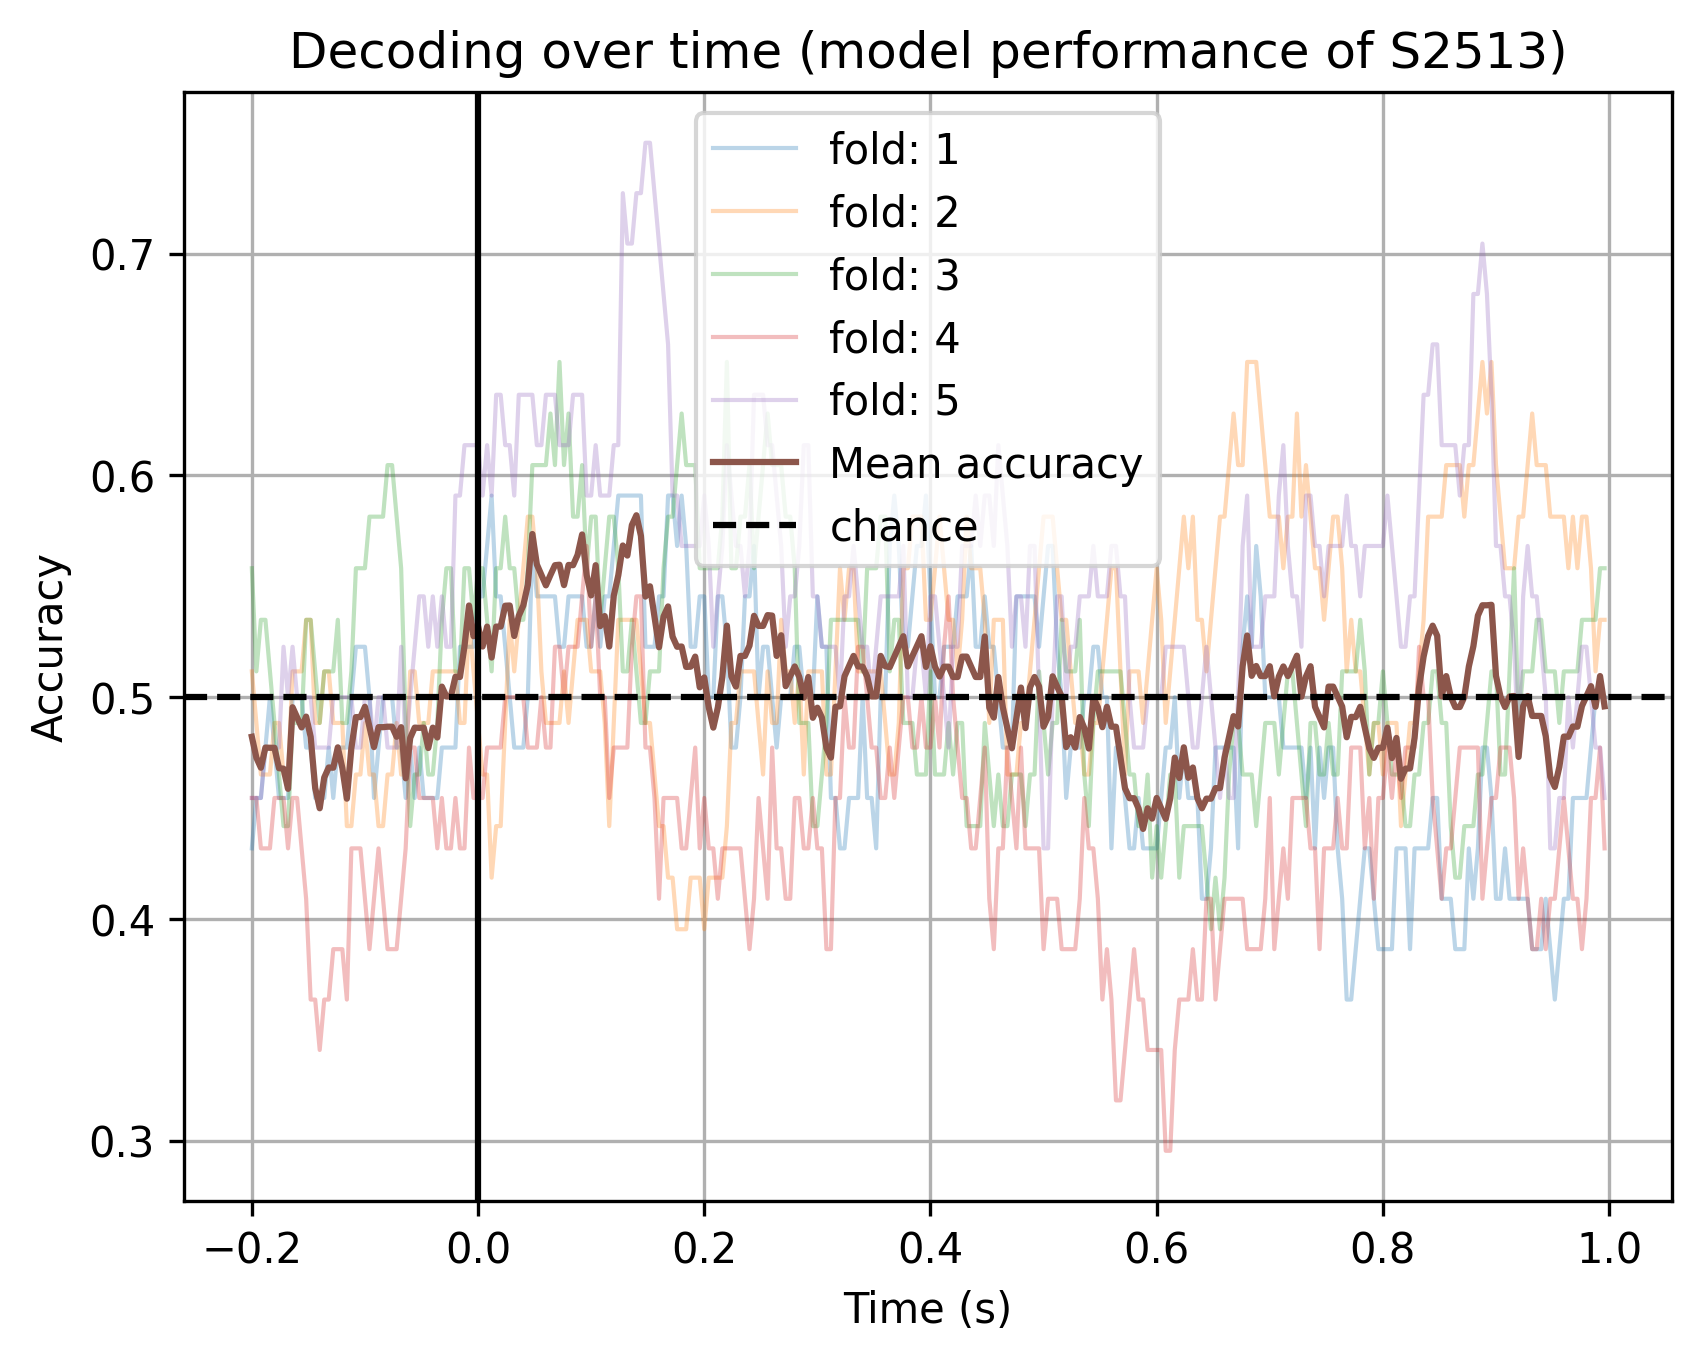 Decoding over time (model performance of S2513)
fold: 1
fold: 2
fold: 3
fold: 4
fold: 5
Mean accuracy
chance
0.7
0.6
0.5
0.4
0.3
Accuracy
−0.2 0.0 0.2 0.4 0.6 0.8 1.0
Time (s)